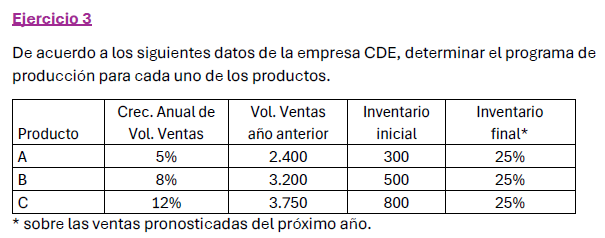 Ejercicio 3
De acuerdo a los siguientes datos de la empresa CDE, determinar el programa de
producción para cada uno de los productos.
Producto | Crec. Anual de Vol. Ventas | Vol. Ventas año anterior | Inventario inicial | Inventario final*
A | 5% | 2.400 | 300 | 25%
B | 8% | 3.200 | 500 | 25%
C | 12% | 3.750 | 800 | 25%
* sobre las ventas pronosticadas del próximo año.